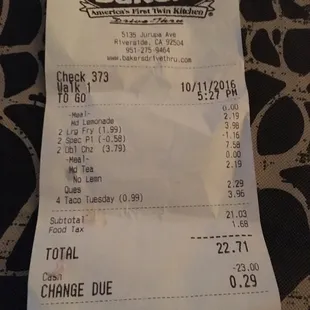 America's First Twin Kitchen
Drive-Thru
5139 Jurupa Ave
Riverside, CA 92504
951-275-9464
www.bakersdrivethru.com
Check 373
Walk 1 10/11/2016
TO GO 5:27 PM
-Meal- 0.00
Md Lemonade 2.19
2 Lrg Fry (1.99) 3.98
2 Spec P1 (-0.58) -1.16
2 Dbl Chz (3.79) 7.58
-Meal- 0.00
Md Tea 2.19
No Lemn
Ques 2.29
4 Taco Tuesday (0.99) 3.96
Subtotal 21.03
Food Tax 1.68
TOTAL 22.71
Cash -23.00
CHANGE DUE 0.29